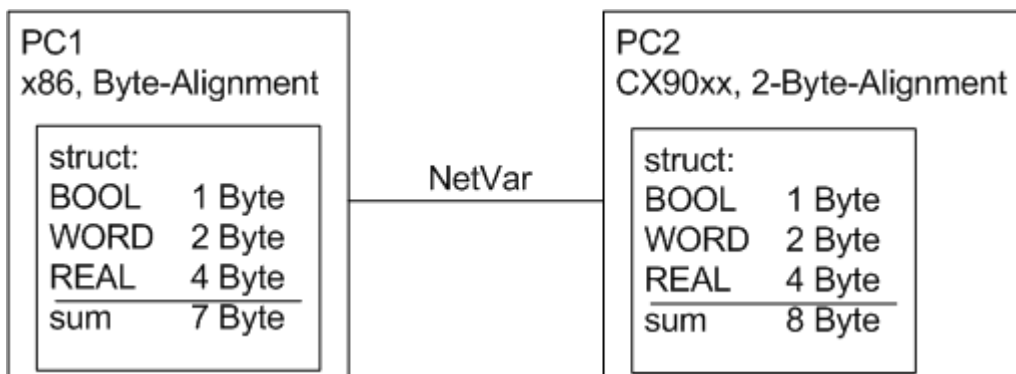 PC1
x86, Byte-Alignment
struct:
BOOL 1 Byte
WORD 2 Byte
REAL 4 Byte
sum 7 Byte
NetVar
PC2
CX90xx, 2-Byte-Alignment
struct:
BOOL 1 Byte
WORD 2 Byte
REAL 4 Byte
sum 8 Byte